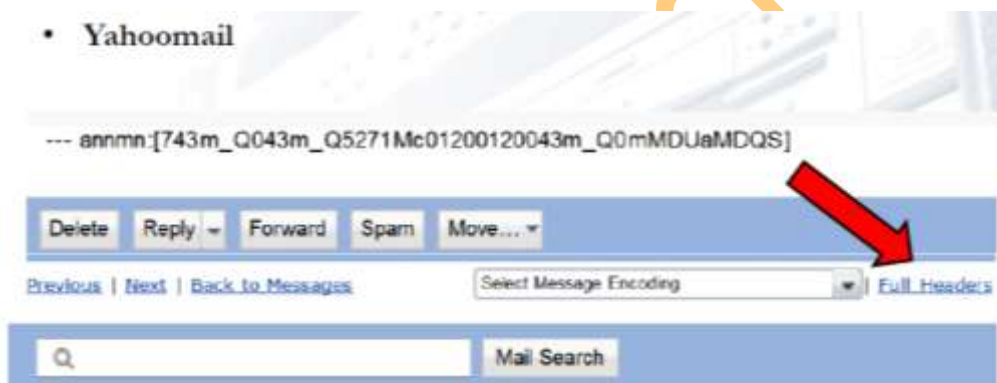 • Yahoomail
--- annmn:[743m_Q043m_Q5271Mc01200120043m_Q0mMDUaMDQS]
Delete Reply Forward Spam Move...
Previous | Next | Back to Messages Select Message Encoding | Full Headers
Mail Search